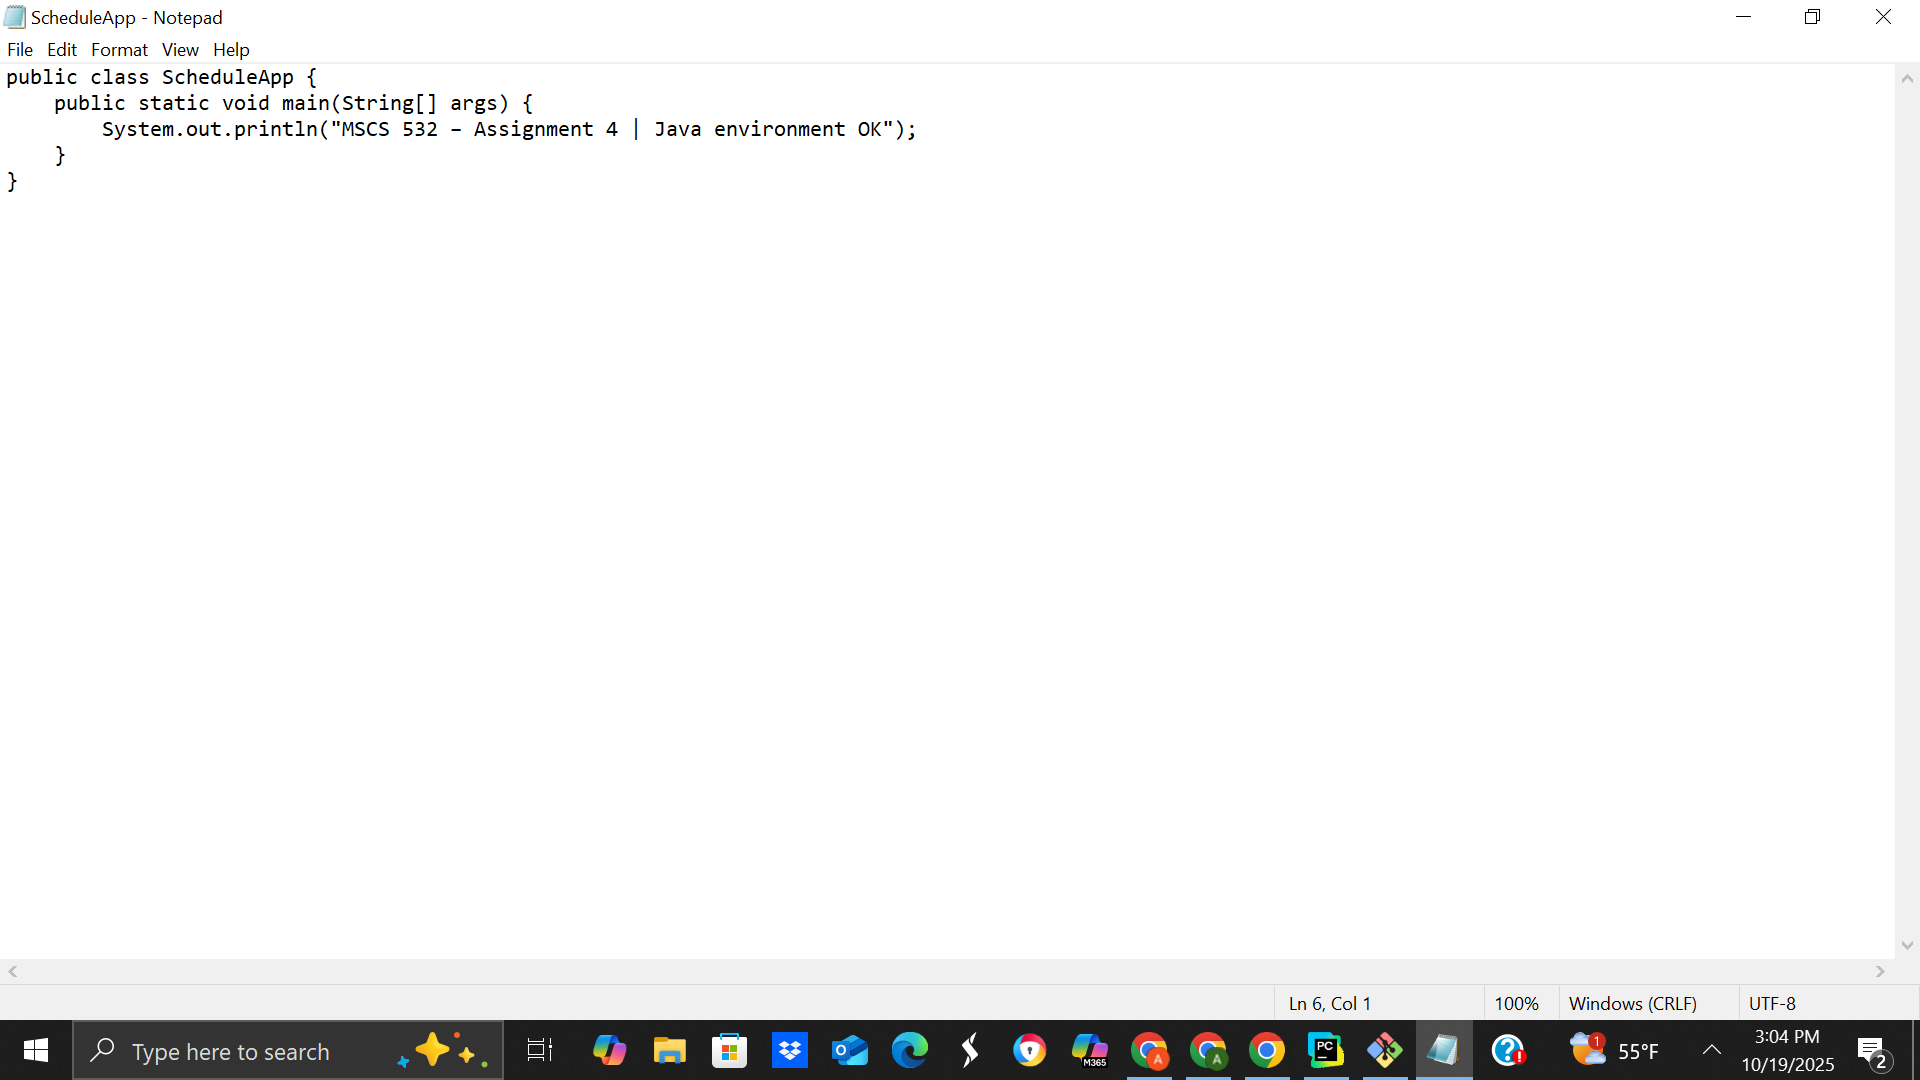 ScheduleApp - Notepad
File Edit Format View Help
public class ScheduleApp {
    public static void main(String[] args) {
        System.out.println("MSCS 532 – Assignment 4 | Java environment OK");
    }
}
Ln 6, Col 1 100% Windows (CRLF) UTF-8
Type here to search
M365
A
A
PC
1
55°F
3:04 PM
10/19/2025
2